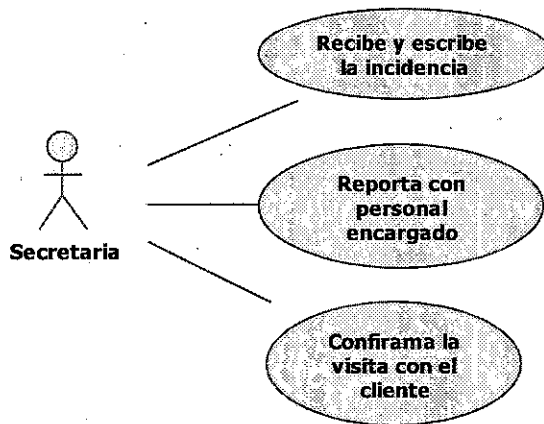 Recibe y escribe
la incidencia
Reporta con
personal
encargado
Secretaria
Confirama la
visita con el
cliente